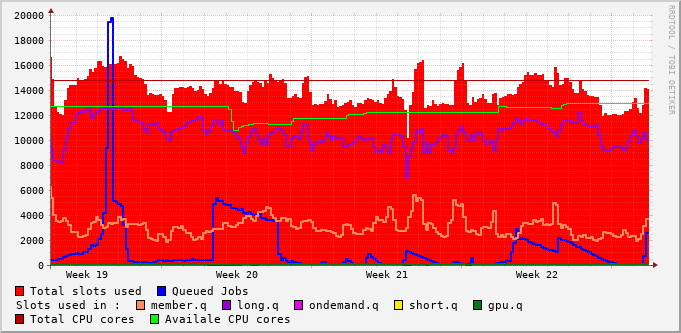 20000
18000
16000
14000
12000
10000
8000
6000
4000
2000
0
Week 19 Week 20 Week 21 Week 22
RRDTOOL / TOBI OETIKER
Total slots used Queued Jobs
Slots used in : member.q long.q ondemand.q short.q gpu.q
Total CPU cores Availale CPU cores